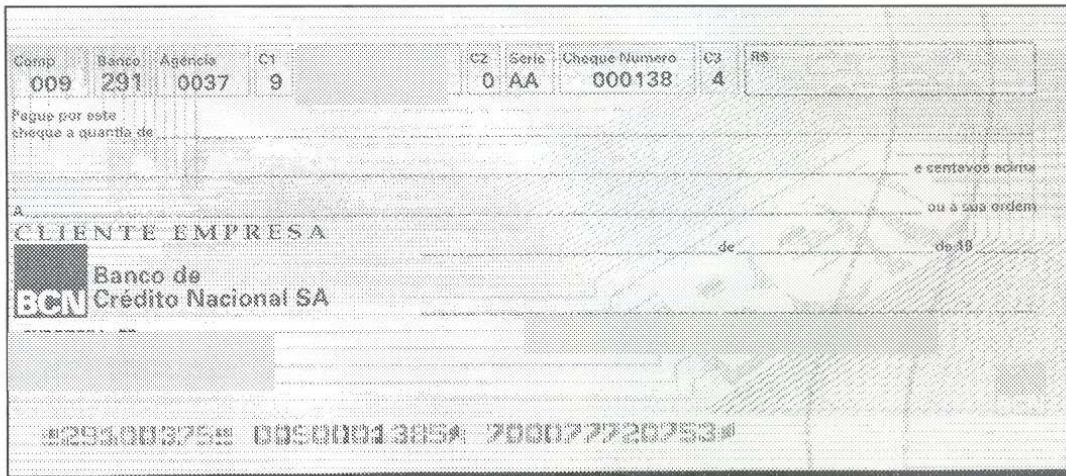 Comp Banco Agência C1 C2 Serie Cheque Numero C3 R$
009 291 0037 9 0 AA 000138 4
Pague por este
cheque a quantia de
e centavos acima
A ou à sua ordem
CLIENTE EMPRESA
, de de 19
Banco de
BCN Crédito Nacional SA